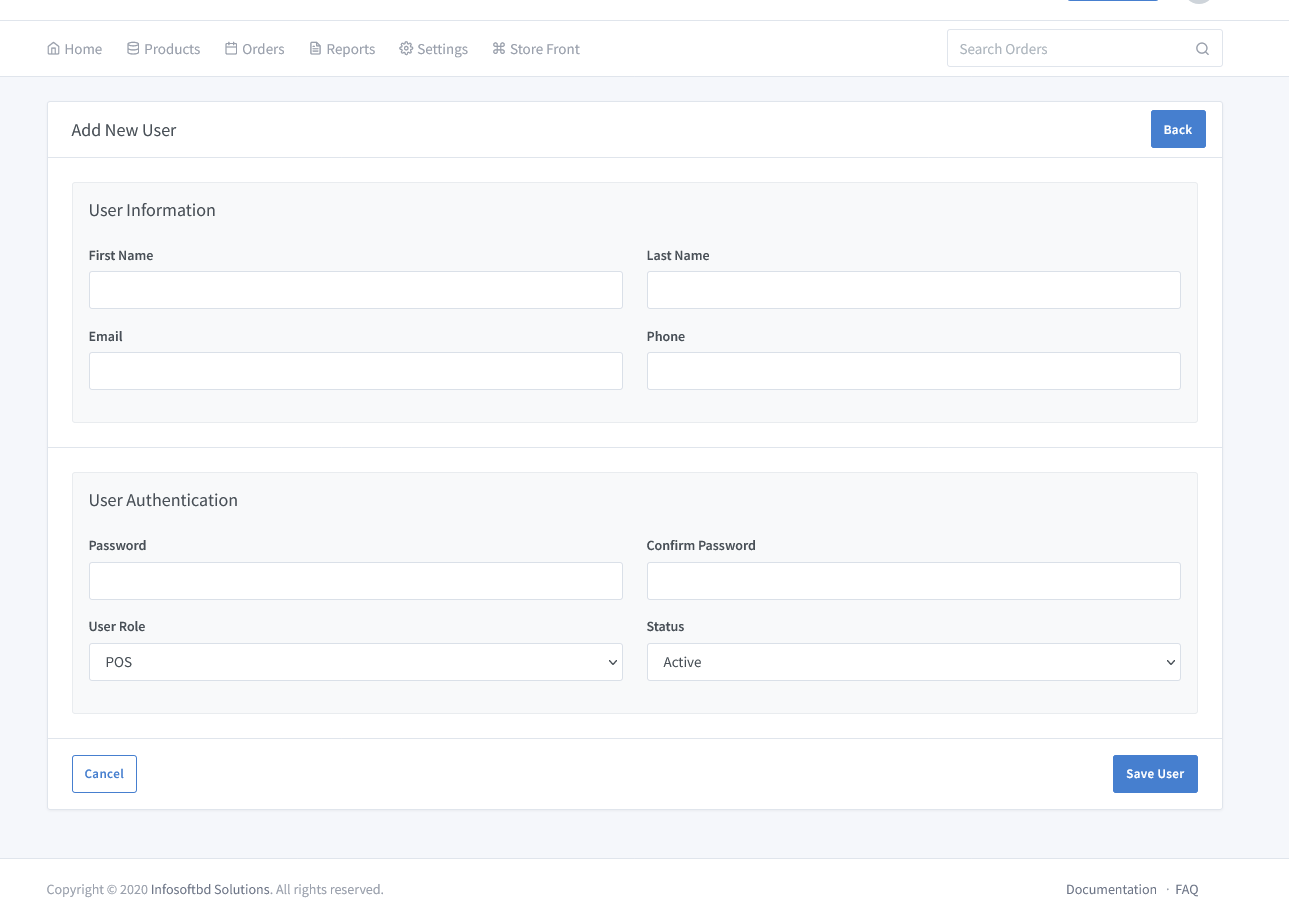 Home Products Orders Reports Settings Store Front Search Orders
Add New User Back
User Information
First Name Last Name
Email Phone
User Authentication
Password Confirm Password
User Role Status
POS Active
Cancel Save User
Copyright © 2020 Infosoftbd Solutions. All rights reserved. Documentation · FAQ